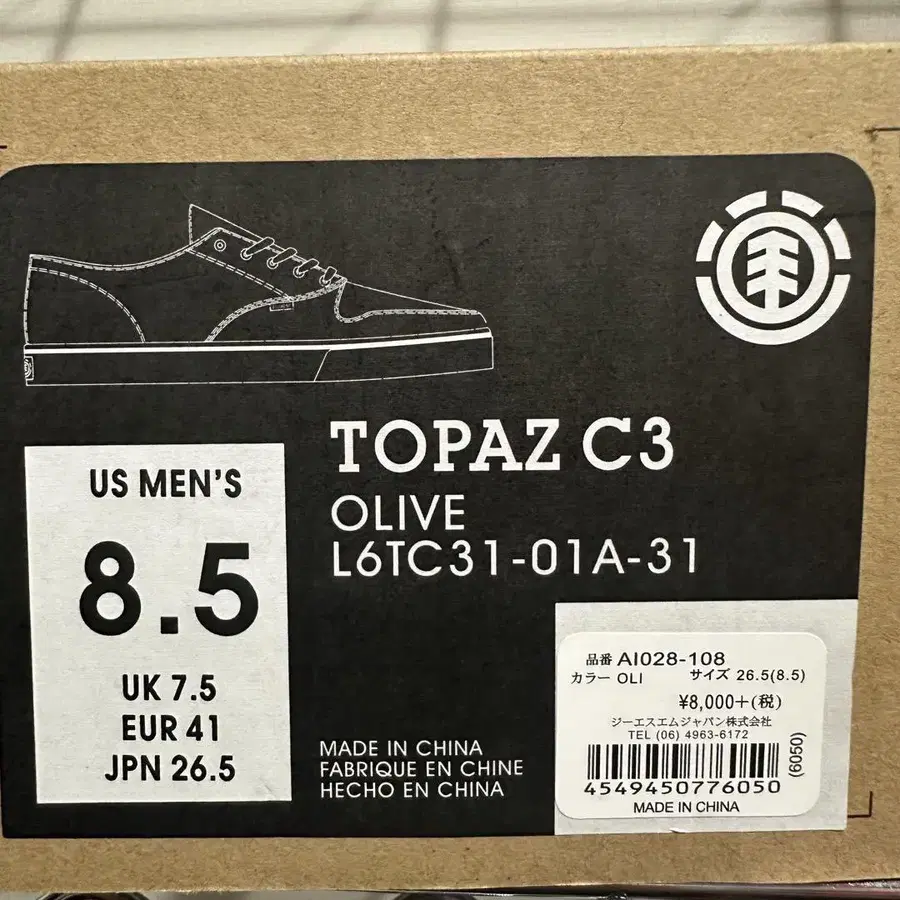 TOPAZ C3
OLIVE
L6TC31-01A-31
US MEN'S
8.5
UK 7.5
EUR 41
JPN 26.5
MADE IN CHINA
FABRIQUE EN CHINE
HECHO EN CHINA
品番 AI028-108
カラー OLI サイズ 26.5(8.5)
¥8,000+(税)
ジーエスエムジャパン株式会社
TEL (06) 4963-6172
(6050)
4549450776050
MADE IN CHINA